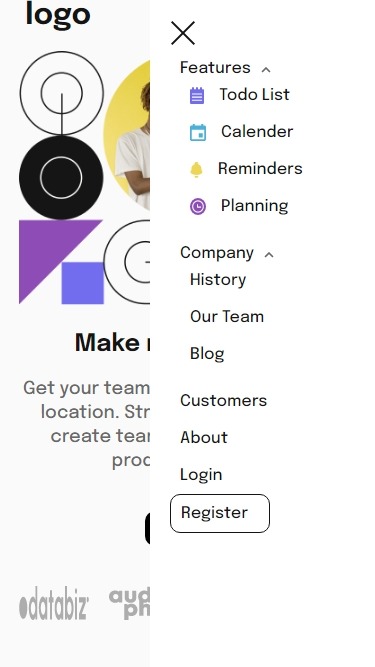 logo
Features
Todo List
Calender
Reminders
Planning
Company
History
Our Team
Blog
Customers
About
Login
Register
Make
Get your team
location. Str
create tear
prod
databiz
aud
ph